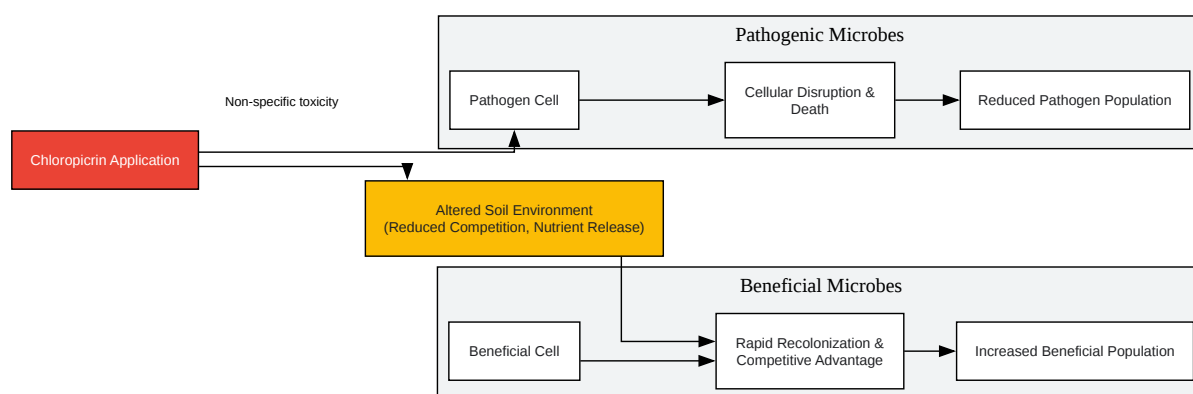 Pathogenic Microbes
Non-specific toxicity
Pathogen Cell
Cellular Disruption &
Death
Reduced Pathogen Population
Chloropicrin Application
Altered Soil Environment
(Reduced Competition, Nutrient Release)
Beneficial Microbes
Beneficial Cell
Rapid Recolonization &
Competitive Advantage
Increased Beneficial Population